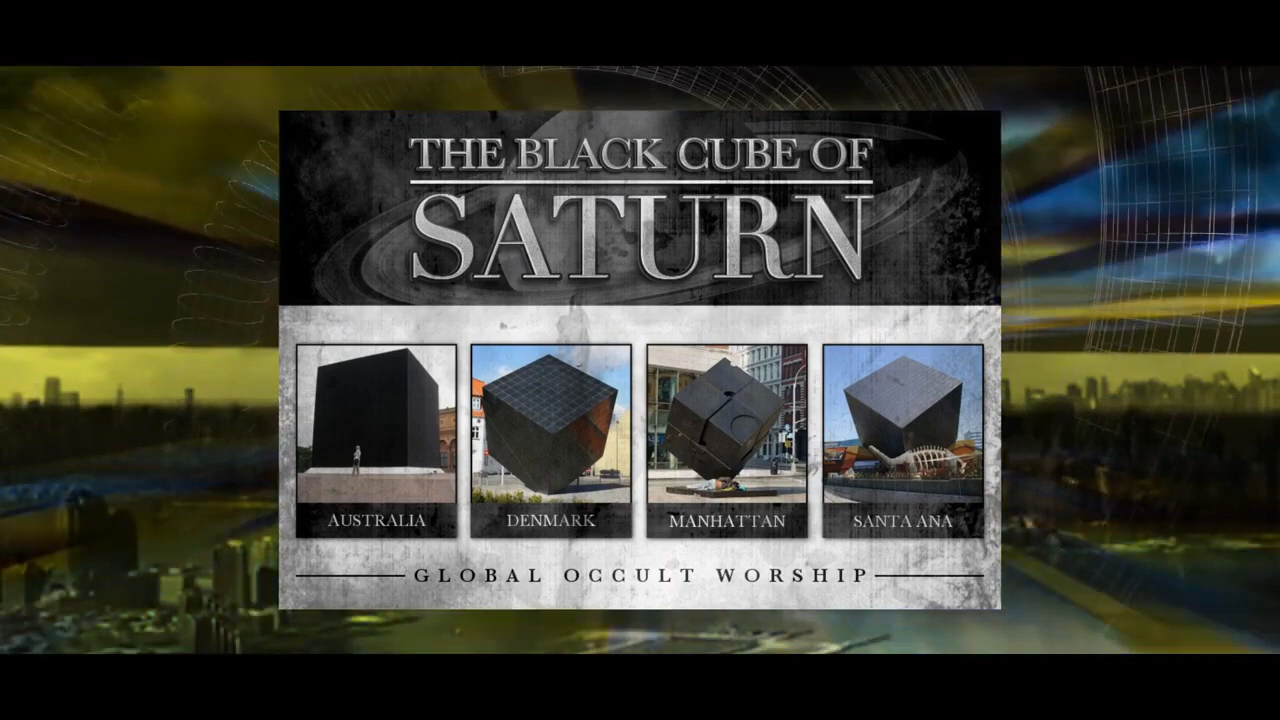 THE BLACK CUBE OF
SATURN
AUSTRALIA
DENMARK
MANHATTAN
SANTA ANA
GLOBAL OCCULT WORSHIP